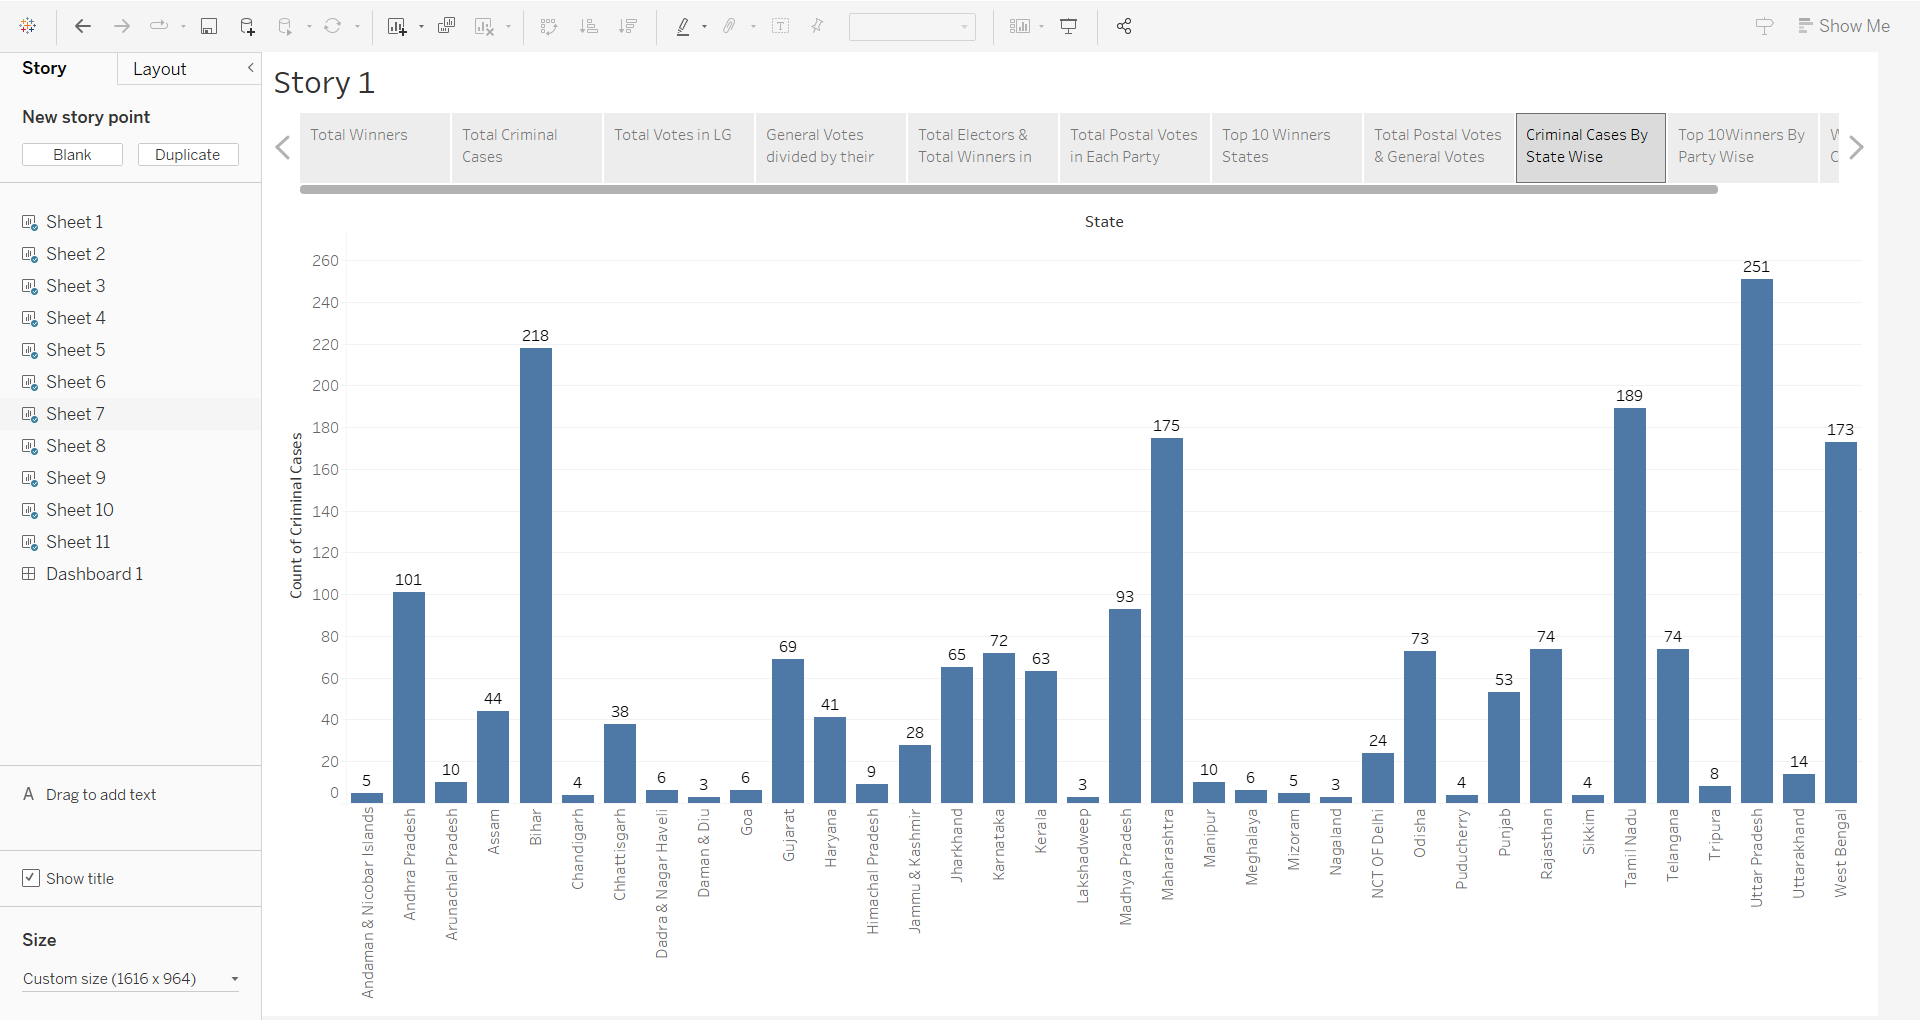 Show Me
Story
Layout
New story point
Blank
Duplicate
Sheet 1
Sheet 2
Sheet 3
Sheet 4
Sheet 5
Sheet 6
Sheet 7
Sheet 8
Sheet 9
Sheet 10
Sheet 11
Dashboard 1
A Drag to add text
Show title
Size
Custom size (1616 x 964)
Story 1
Total Winners
Total Criminal
Cases
Total Votes in LG
General Votes
divided by their
Total Electors &
Total Winners in
Total Postal Votes
in Each Party
Top 10 Winners
States
Total Postal Votes
& General Votes
Criminal Cases By
State Wise
Top 10Winners By
Party Wise
State
Count of Criminal Cases
260
240
220
200
180
160
140
120
100
80
60
40
20
0
5
101
10
44
218
4
38
6
3
6
69
41
9
28
65
72
63
3
93
175
10
6
5
3
24
73
4
53
74
4
189
74
8
251
14
173
Andaman & Nicobar Islands
Andhra Pradesh
Arunachal Pradesh
Assam
Bihar
Chandigarh
Chhattisgarh
Dadra & Nagar Haveli
Daman & Diu
Goa
Gujarat
Haryana
Himachal Pradesh
Jammu & Kashmir
Jharkhand
Karnataka
Kerala
Lakshadweep
Madhya Pradesh
Maharashtra
Manipur
Meghalaya
Mizoram
Nagaland
NCT OF Delhi
Odisha
Puducherry
Punjab
Rajasthan
Sikkim
Tamil Nadu
Telangana
Tripura
Uttar Pradesh
Uttarakhand
West Bengal